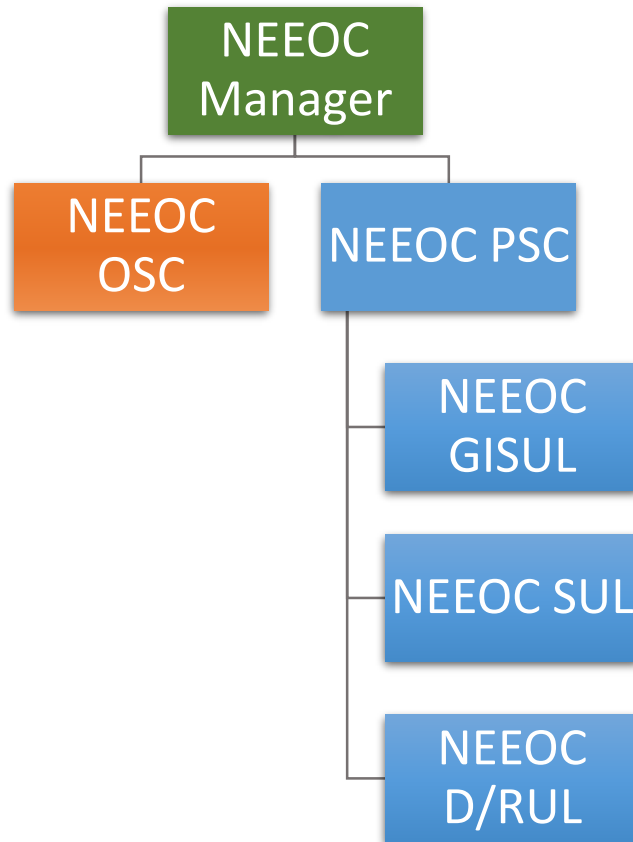 NEEOC
Manager
NEEOC
OSC
NEEOC PSC
NEEOC
GISUL
NEEOC SUL
NEEOC
D/RUL